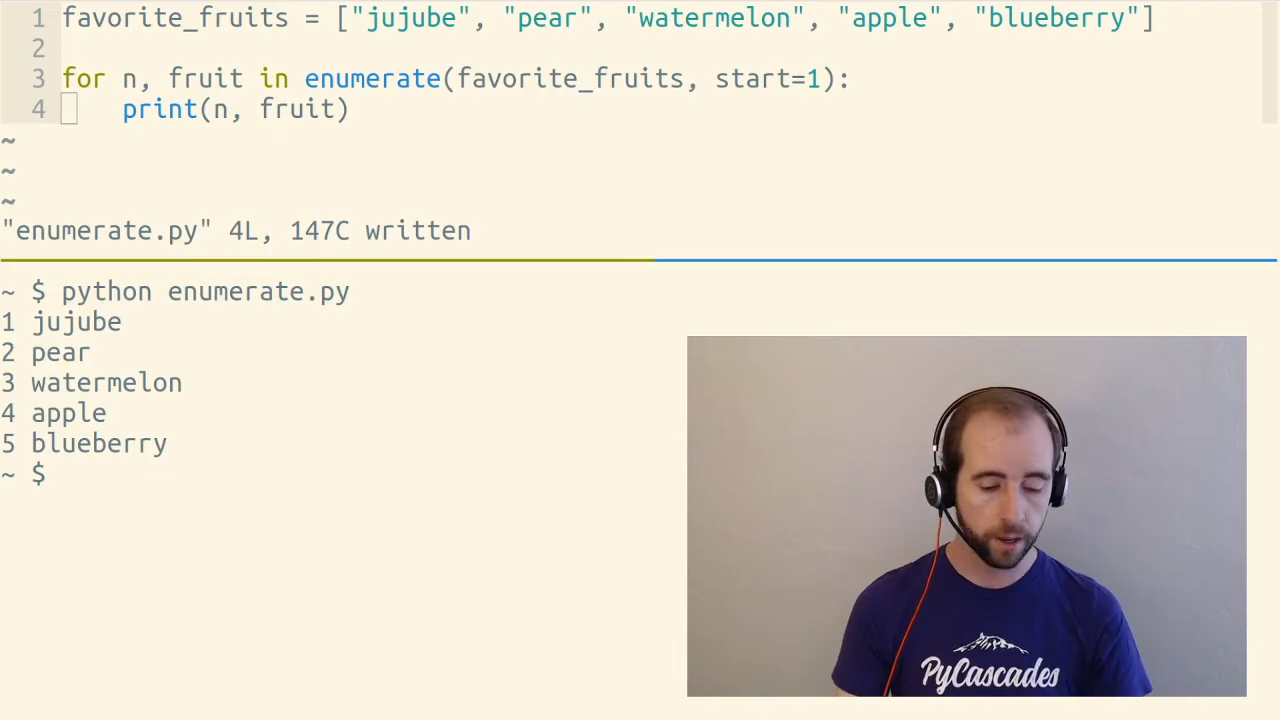 1 favorite_fruits = ["jujube", "pear", "watermelon", "apple", "blueberry"]
2
3 for n, fruit in enumerate(favorite_fruits, start=1):
4     print(n, fruit)
~
~
~
"enumerate.py" 4L, 147C written
~ $ python enumerate.py
1 jujube
2 pear
3 watermelon
4 apple
5 blueberry
~ $
PyCascades